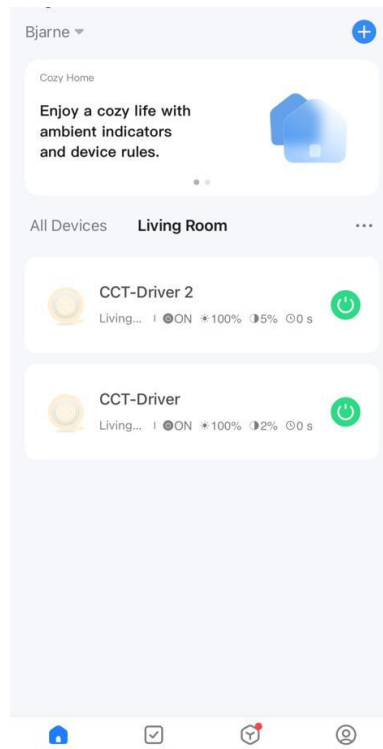 Bjarne
Cozy Home
Enjoy a cozy life with
ambient indicators
and device rules.
All Devices Living Room
CCT-Driver 2
Living... | ON 100% 5% 0 s
CCT-Driver
Living... | ON 100% 2% 0 s